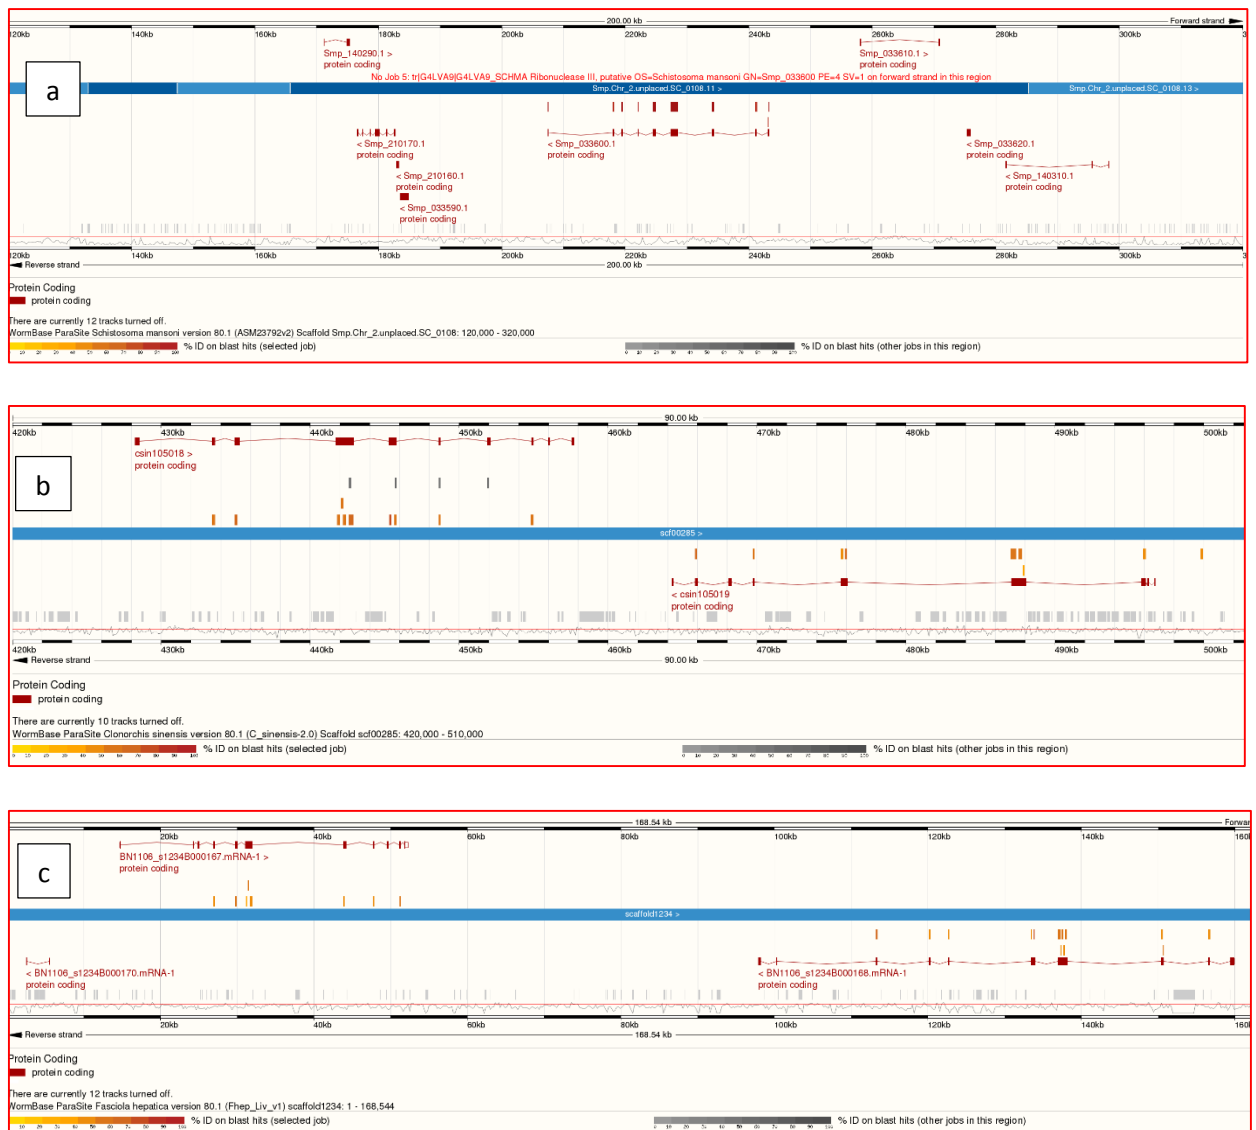 200.00 kb Forward strand
120kb 140kb 160kb 180kb 200kb 220kb 240kb 260kb 280kb 300kb 3
Smp_140290.1 > Smp_033610.1 >
protein coding protein coding
No Job 5: tr|G4LVA9|G4LVA9_SCHMA Ribonuclease III, putative OS=Schistosoma mansoni GN=Smp_033600 PE=4 SV=1 on forward strand in this region
a
Smp.Chr_2.unplaced.SC_0108.11 > Smp.Chr_2.unplaced.SC_0108.13 >
< Smp_210170.1 < Smp_033600.1 < Smp_033620.1
protein coding protein coding protein coding
< Smp_210160.1 < Smp_140310.1
protein coding protein coding
< Smp_033590.1
protein coding
120kb 140kb 160kb 180kb 200kb 220kb 240kb 260kb 280kb 300kb 3
Reverse strand 200.00 kb
Protein Coding
protein coding
There are currently 12 tracks turned off.
WormBase ParaSite Schistosoma mansoni version 80.1 (ASM23792v2) Scaffold Smp.Chr_2.unplaced.SC_0108: 120,000 - 320,000
% ID on blast hits (selected job) % ID on blast hits (other jobs in this region)
90.00 kb
420kb 430kb 440kb 450kb 460kb 470kb 480kb 490kb 500kb
csin105018 >
protein coding
b
scf00285 >
< csin105019
protein coding
420kb 430kb 440kb 450kb 460kb 470kb 480kb 490kb 500kb
Reverse strand 90.00 kb
Protein Coding
protein coding
There are currently 10 tracks turned off.
WormBase ParaSite Clonorchis sinensis version 80.1 (C_sinensis-2.0) Scaffold scf00285: 420,000 - 510,000
% ID on blast hits (selected job) % ID on blast hits (other jobs in this region)
168.54 kb Forwar
20kb 40kb 60kb 80kb 100kb 120kb 140kb 160
BN1106_s1234B000167.mRNA-1 >
protein coding
c
scaffold1234 >
< BN1106_s1234B000170.mRNA-1 < BN1106_s1234B000168.mRNA-1
protein coding protein coding
20kb 40kb 60kb 80kb 100kb 120kb 140kb 160
Reverse strand 168.54 kb
Protein Coding
protein coding
There are currently 12 tracks turned off.
WormBase ParaSite Fasciola hepatica version 80.1 (Fhep_Liv_v1) scaffold1234: 1 - 168,544
% ID on blast hits (selected job) % ID on blast hits (other jobs in this region)